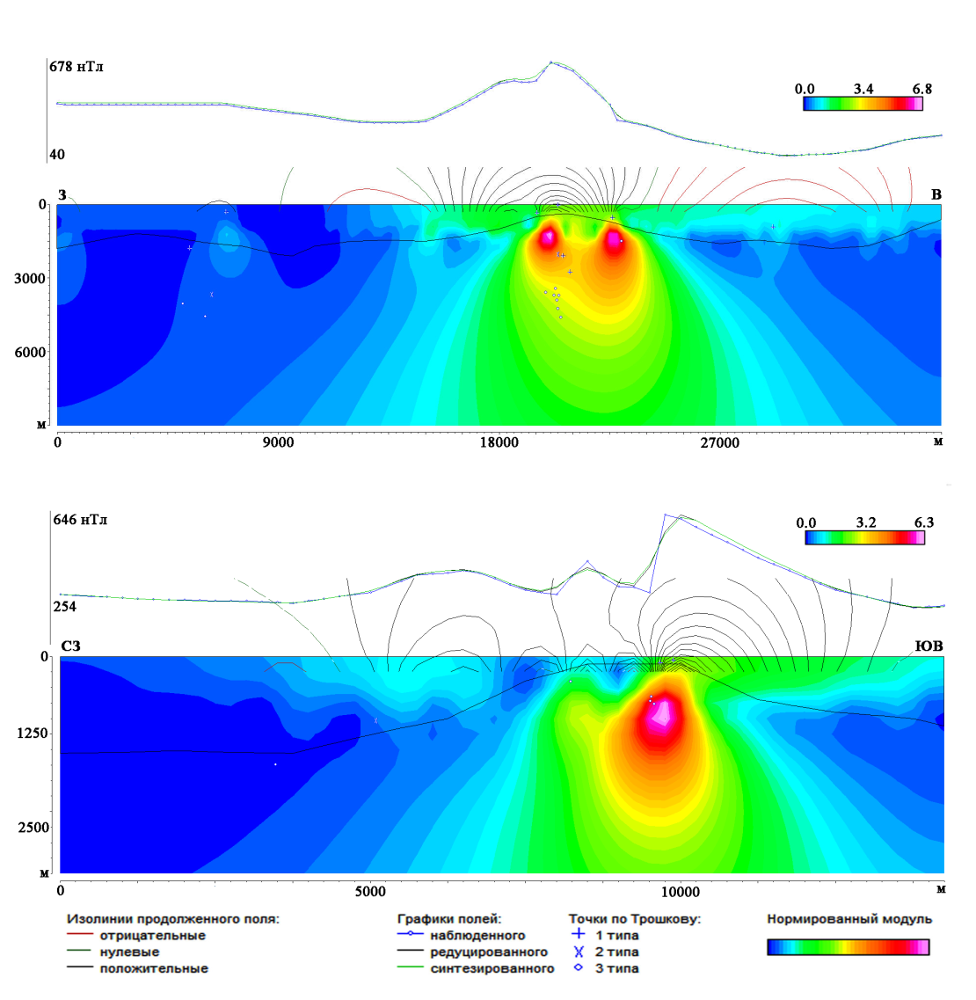 678 нТл
0.0 3.4 6.8
40
З В
0
3000
6000
м
0 9000 18000 27000 м
646 нТл
0.0 3.2 6.3
254
СЗ ЮВ
0
1250
2500
м
0 5000 10000 м
Изолинии продолженного поля: Графики полей: Точки по Трошкову: Нормированный модуль
отрицательные наблюденного 1 типа
нулевые редуцированного 2 типа
положительные синтезированного 3 типа